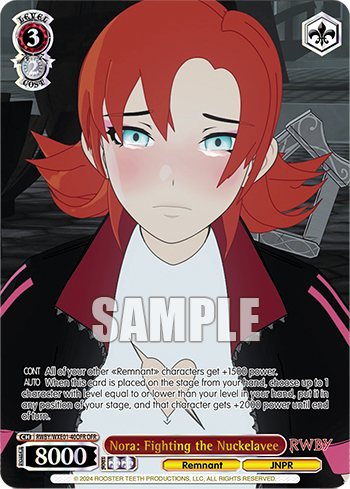 LEVEL
3
2
COST
SAMPLE
CONT All of your other «Remnant» characters get +1500 power.
AUTO When this card is placed on the stage from your hand, choose up to 1
character with level equal to or lower than your level in your hand, put it in
any position of your stage, and that character gets +2000 power until end
of turn.
CH RWBY/WX03-
Nora: Fighting the Nuckelavee RWBY
POWER
8000
Remnant JNPR
© 2024 ROOSTER TEETH PRODUCTIONS, LLC, ALL RIGHTS RESERVED.